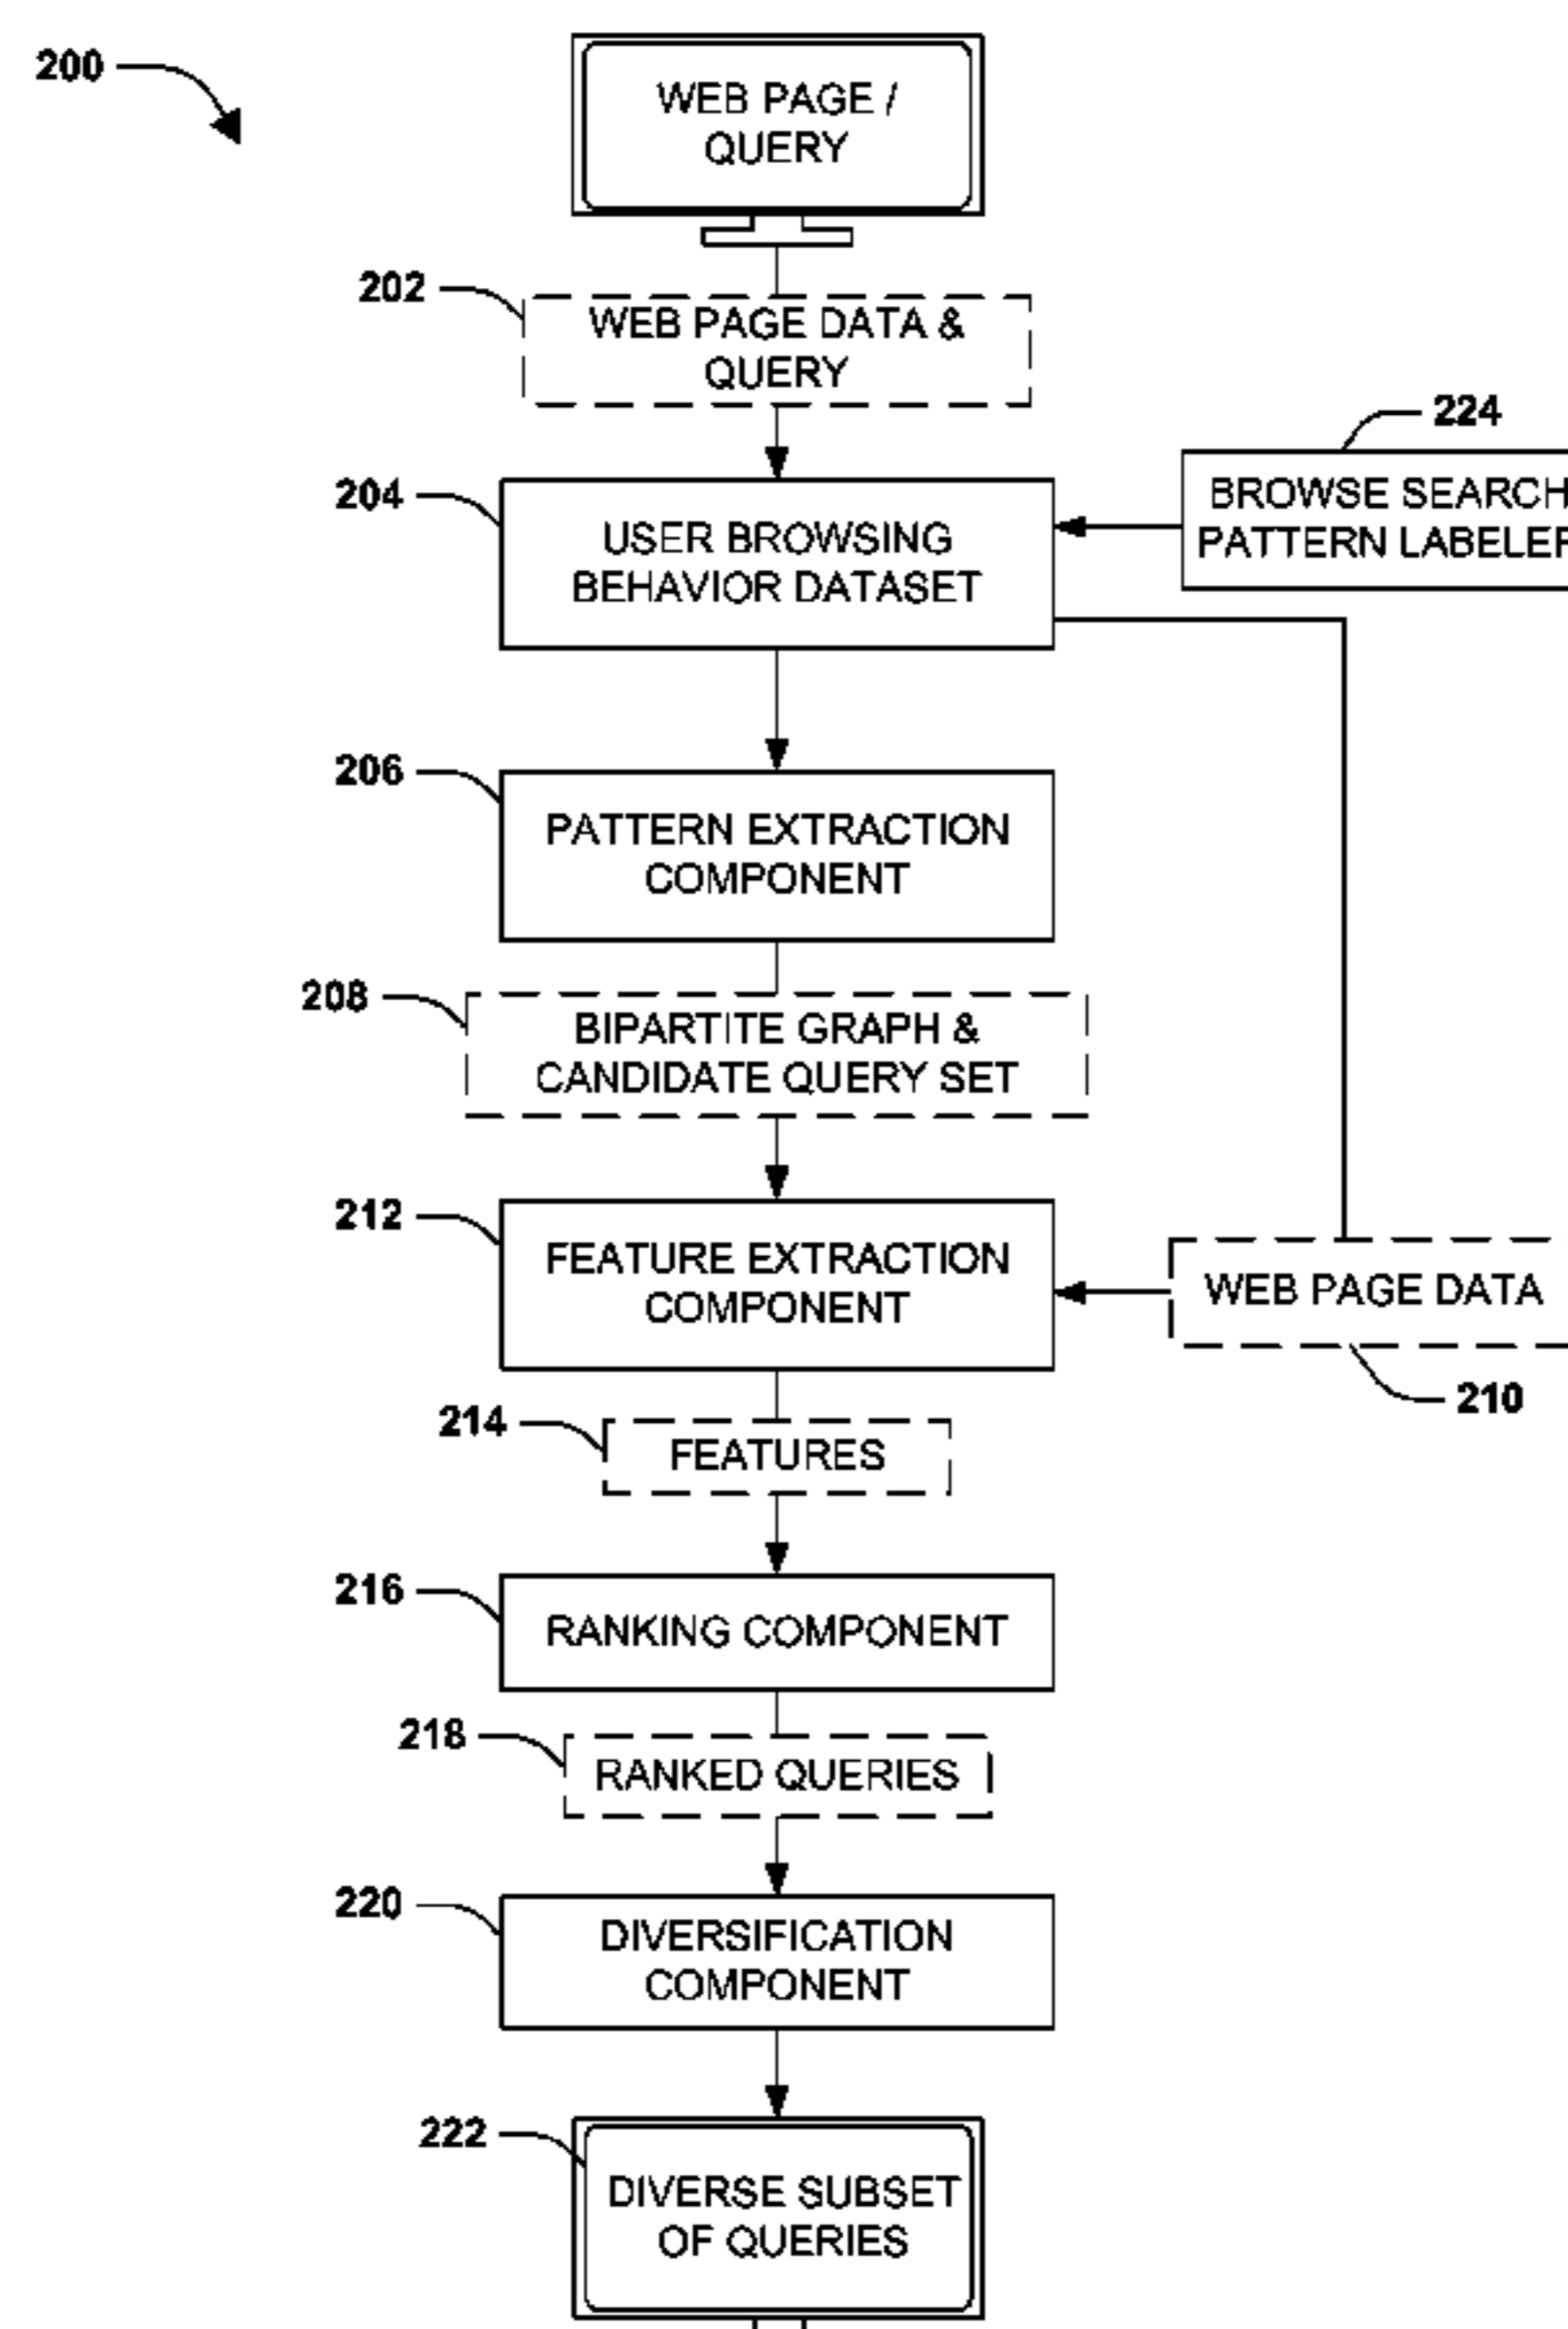 200
WEB PAGE /
QUERY
202
WEB PAGE DATA &
QUERY
224
BROWSE SEARCH
PATTERN LABELER
204
USER BROWSING
BEHAVIOR DATASET
206
PATTERN EXTRACTION
COMPONENT
208
BIPARTITE GRAPH &
CANDIDATE QUERY SET
212
FEATURE EXTRACTION
COMPONENT
WEB PAGE DATA
210
214
FEATURES
216
RANKING COMPONENT
218
RANKED QUERIES
220
DIVERSIFICATION
COMPONENT
222
DIVERSE SUBSET
OF QUERIES